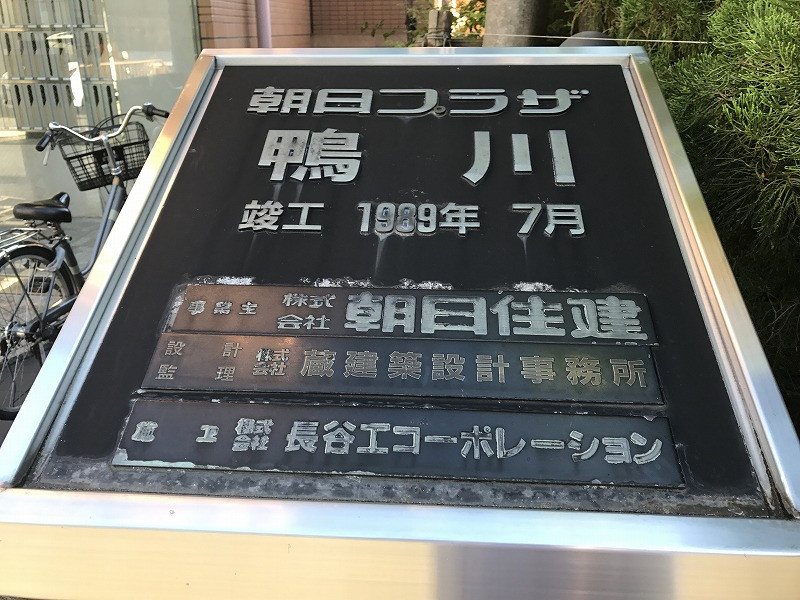 朝日プラザ
鴨川
竣工 1989年 7月
事業主 株式会社 朝日住建
設計監理 株式会社 蔵建築設計事務所
施工 株式会社 長谷工コーポレーション